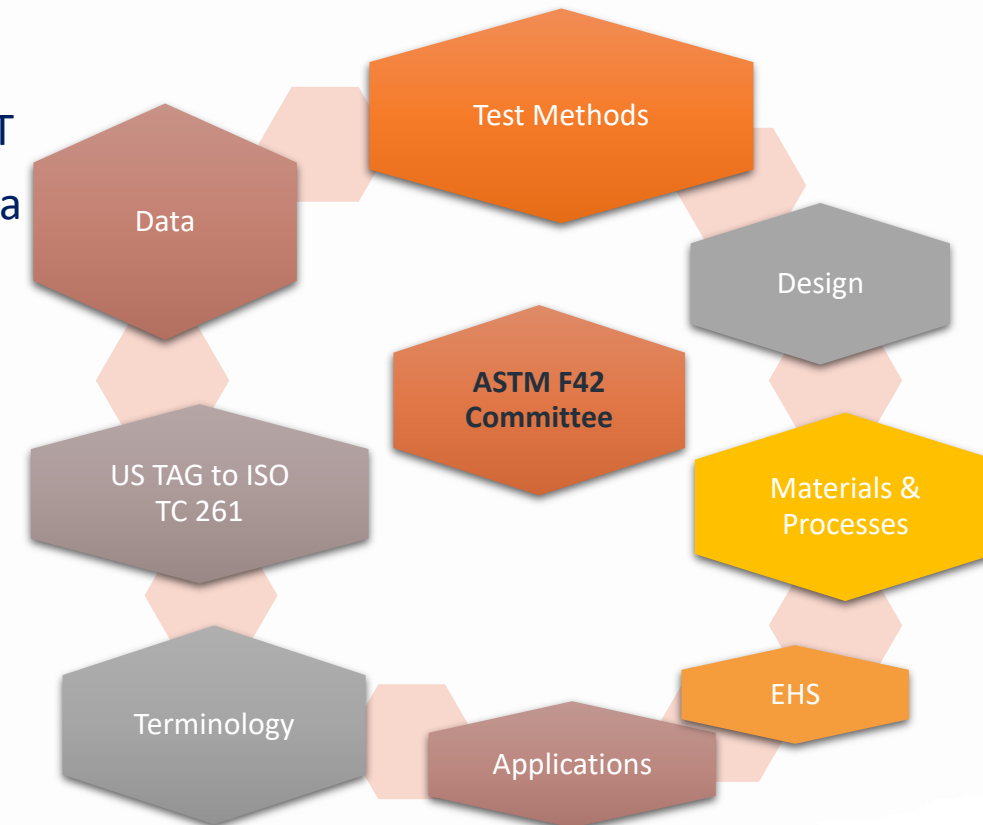 T
a
Test Methods
Data
Design
ASTM F42
Committee
US TAG to ISO
TC 261
Materials &
Processes
EHS
Terminology
Applications